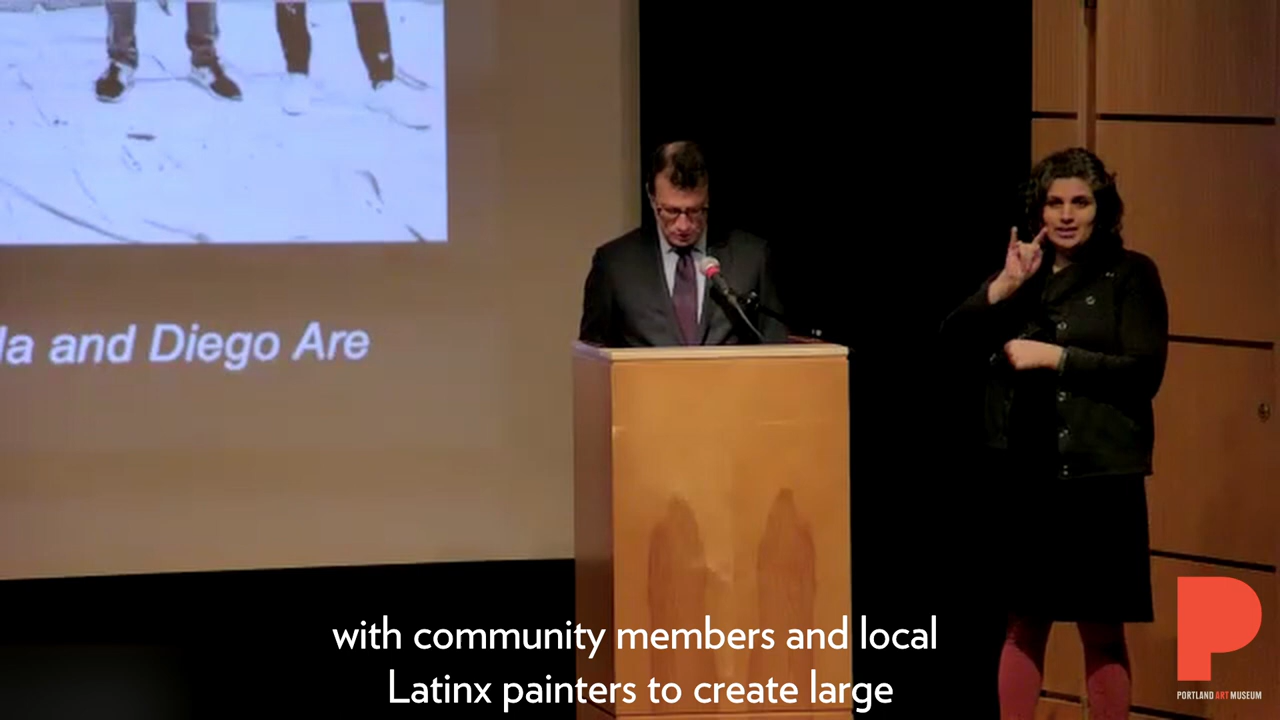 la and Diego Are
with community members and local
Latinx painters to create large
PORTLAND ART MUSEUM